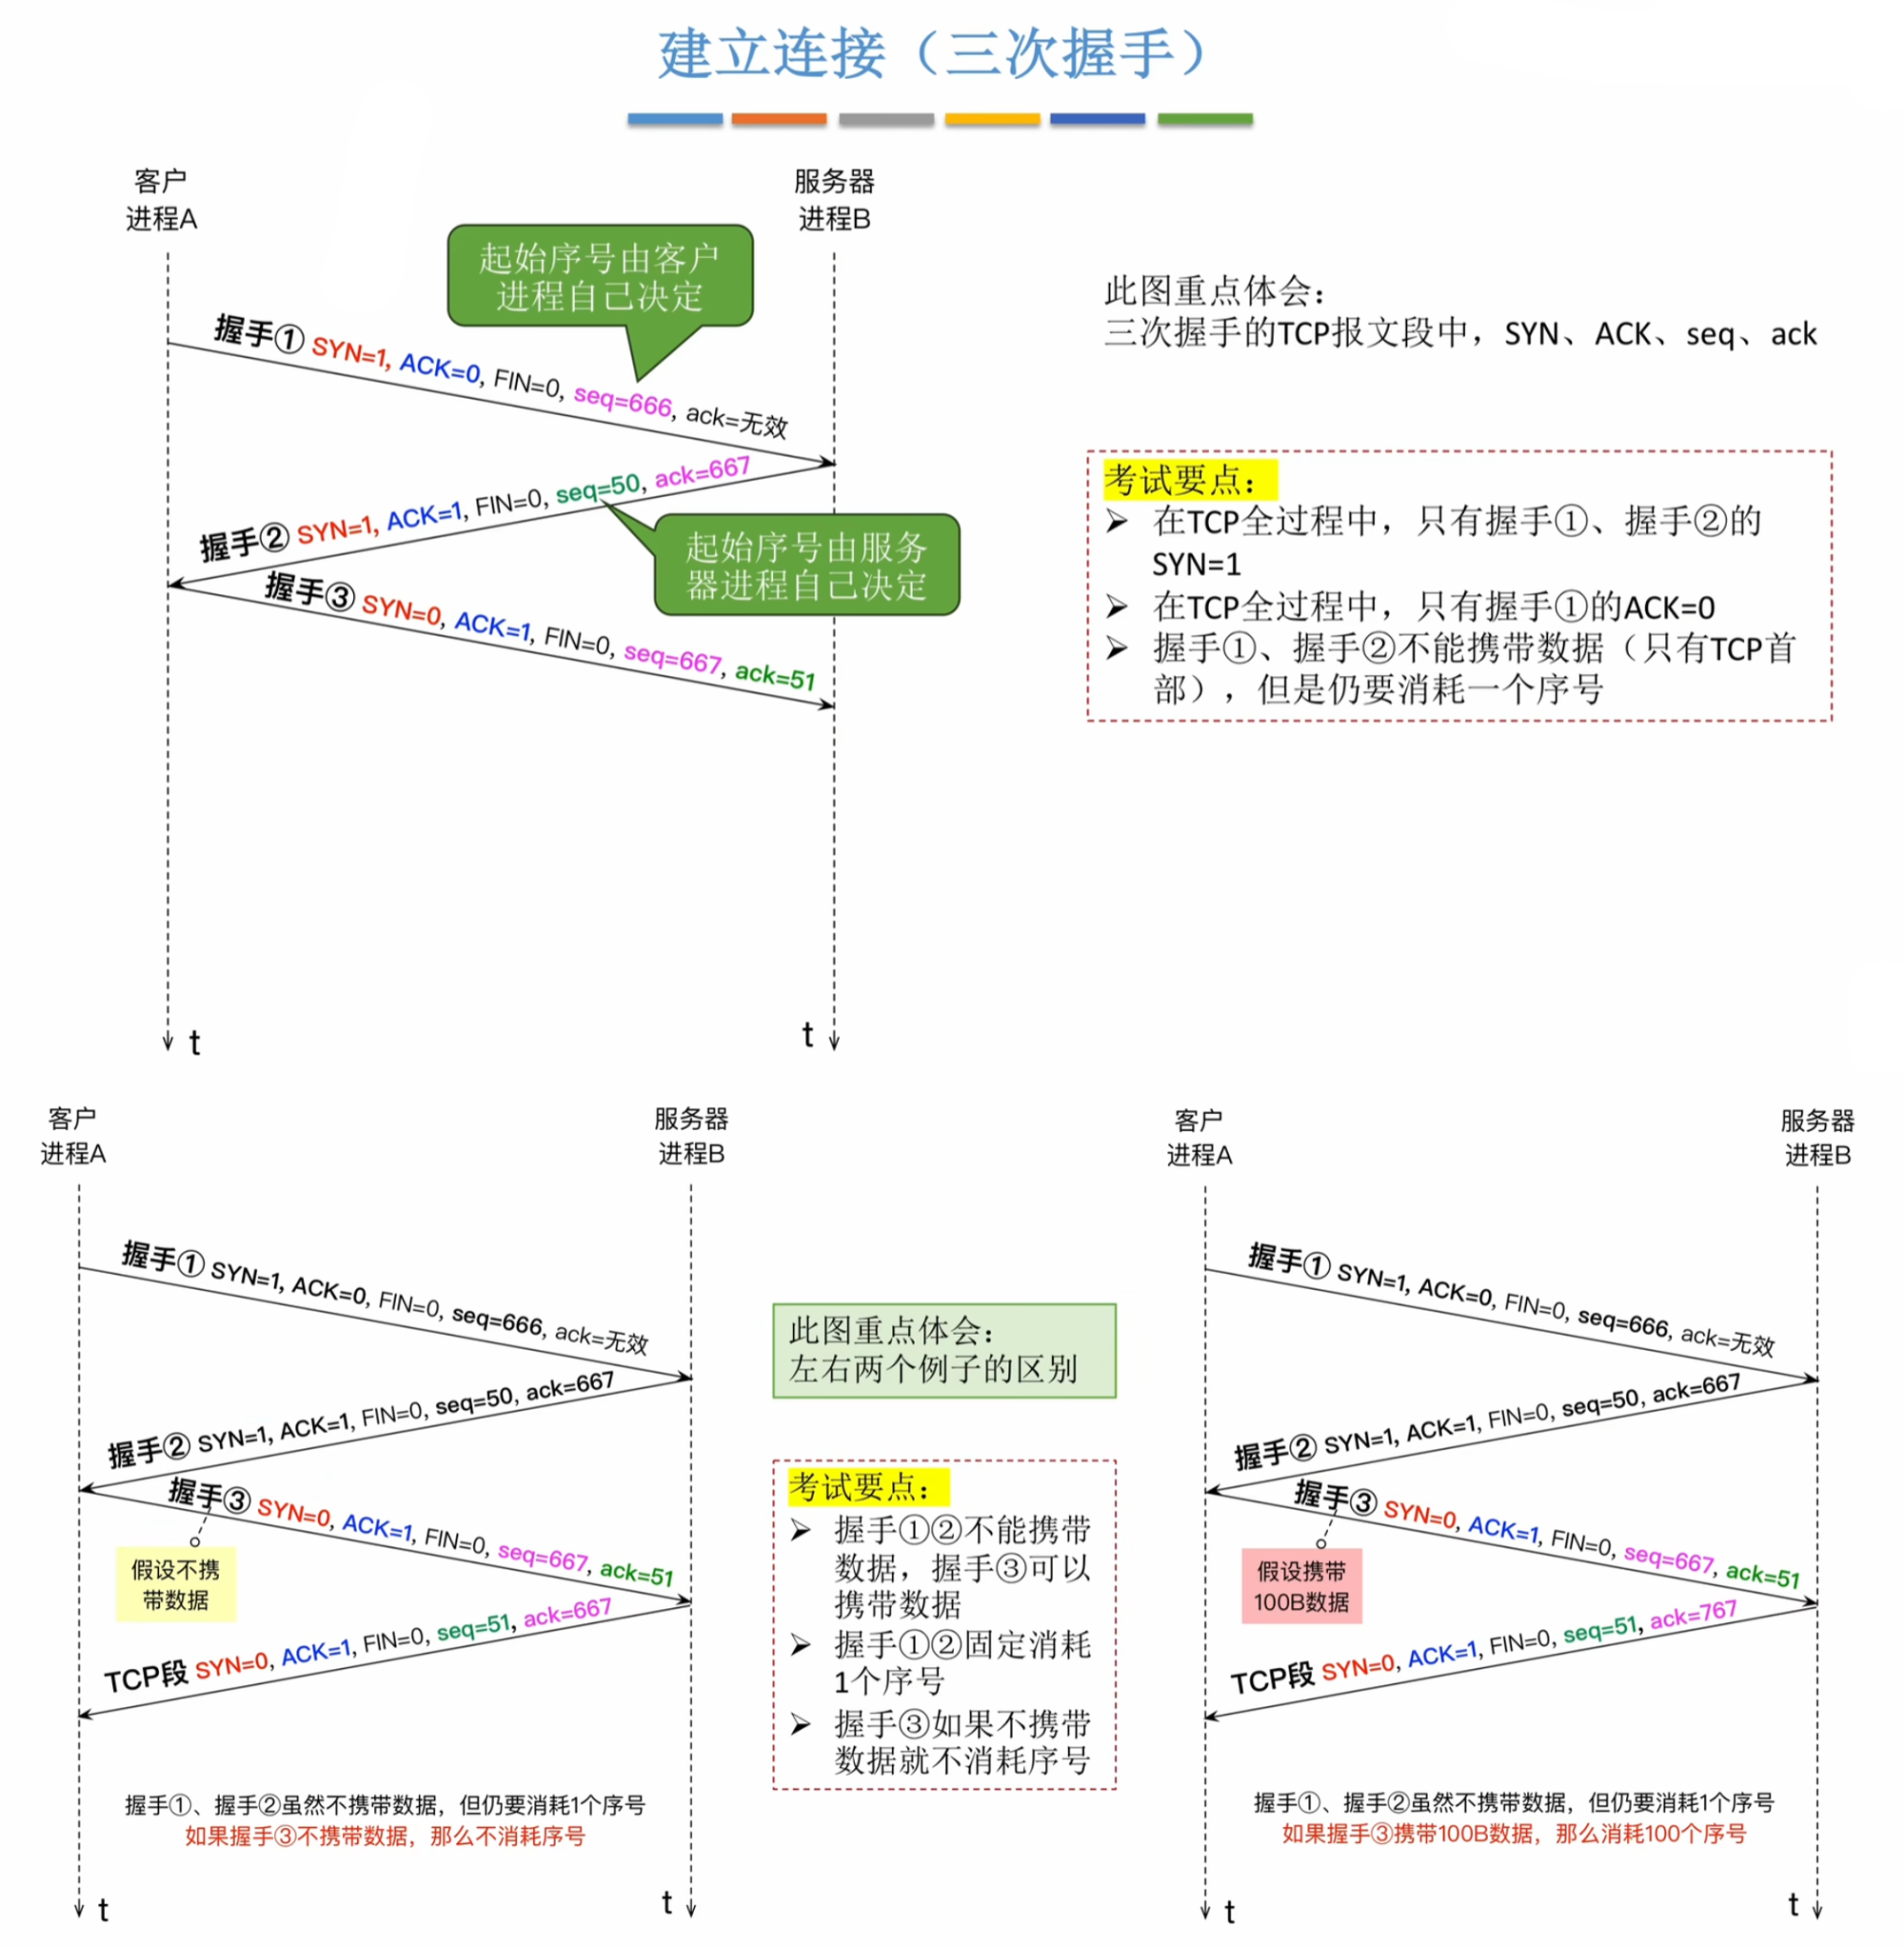 建立连接（三次握手）
客户
进程A
服务器
进程B
起始序号由客户
进程自己决定
握手① SYN=1, ACK=0, FIN=0, seq=666, ack=无效
握手② SYN=1, ACK=1, FIN=0, seq=50, ack=667
起始序号由服务
器进程自己决定
握手③ SYN=0, ACK=1, FIN=0, seq=667, ack=51
t
t
此图重点体会：
三次握手的TCP报文段中，SYN、ACK、seq、ack
考试要点：
➢ 在TCP全过程中，只有握手①、握手②的
SYN=1
➢ 在TCP全过程中，只有握手①的ACK=0
➢ 握手①、握手②不能携带数据（只有TCP首
部），但是仍要消耗一个序号
客户
进程A
服务器
进程B
握手① SYN=1, ACK=0, FIN=0, seq=666, ack=无效
握手② SYN=1, ACK=1, FIN=0, seq=50, ack=667
握手③ SYN=0, ACK=1, FIN=0, seq=667, ack=51
假设不携
带数据
TCP段 SYN=0, ACK=1, FIN=0, seq=51, ack=667
握手①、握手②虽然不携带数据，但仍要消耗1个序号
如果握手③不携带数据，那么不消耗序号
t
t
此图重点体会：
左右两个例子的区别
考试要点：
➢ 握手①②不能携带
数据，握手③可以
携带数据
➢ 握手①②固定消耗
1个序号
➢ 握手③如果不携带
数据就不消耗序号
客户
进程A
服务器
进程B
握手① SYN=1, ACK=0, FIN=0, seq=666, ack=无效
握手② SYN=1, ACK=1, FIN=0, seq=50, ack=667
握手③ SYN=0, ACK=1, FIN=0, seq=667, ack=51
假设携带
100B数据
TCP段 SYN=0, ACK=1, FIN=0, seq=51, ack=767
握手①、握手②虽然不携带数据，但仍要消耗1个序号
如果握手③携带100B数据，那么消耗100个序号
t
t